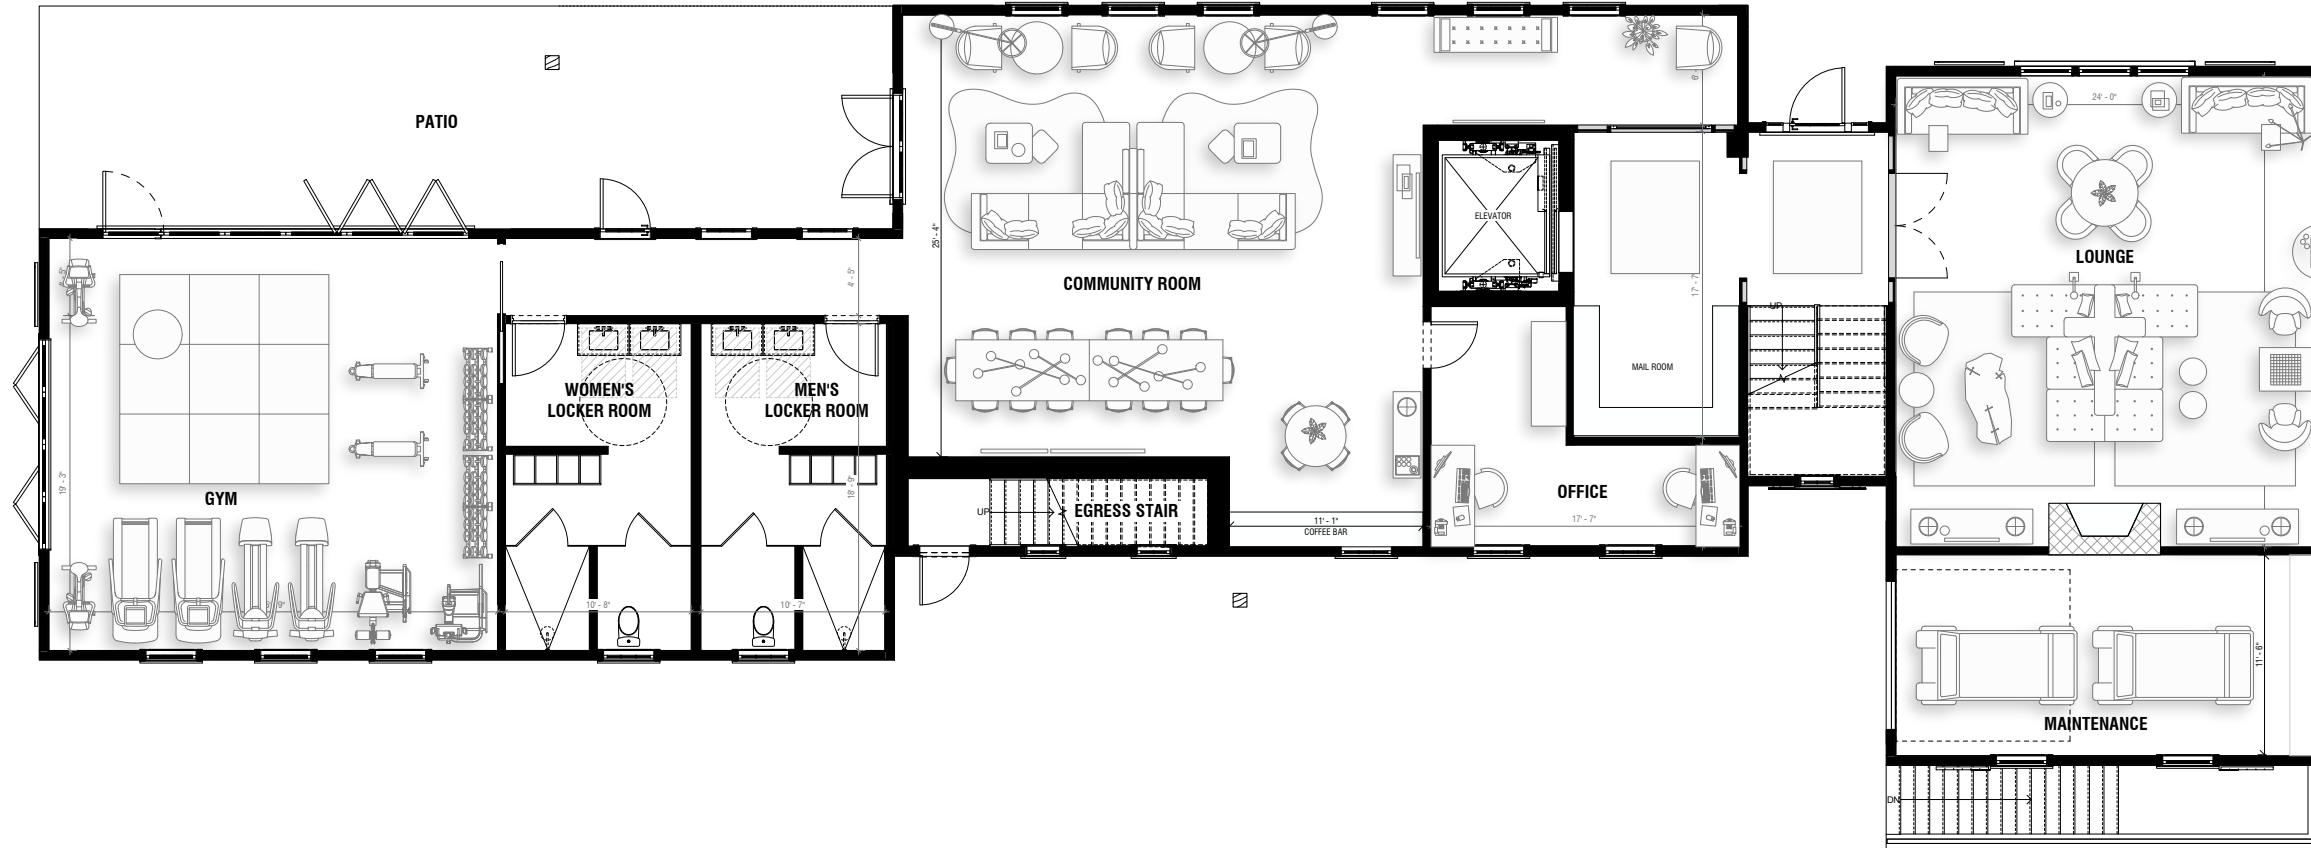 PATIO
24' - 0"
ELEVATOR
LOUNGE
25' - 4"
4' - 5"
COMMUNITY ROOM
17' - 7"
UP
MAIL ROOM
WOMEN'S
LOCKER ROOM
MEN'S
LOCKER ROOM
19' - 3"
18' - 9"
GYM
OFFICE
UP
EGRESS STAIR
11' - 1"
COFFEE BAR
17' - 7"
10' - 8"
10' - 7"
11' - 6"
MAINTENANCE
DN